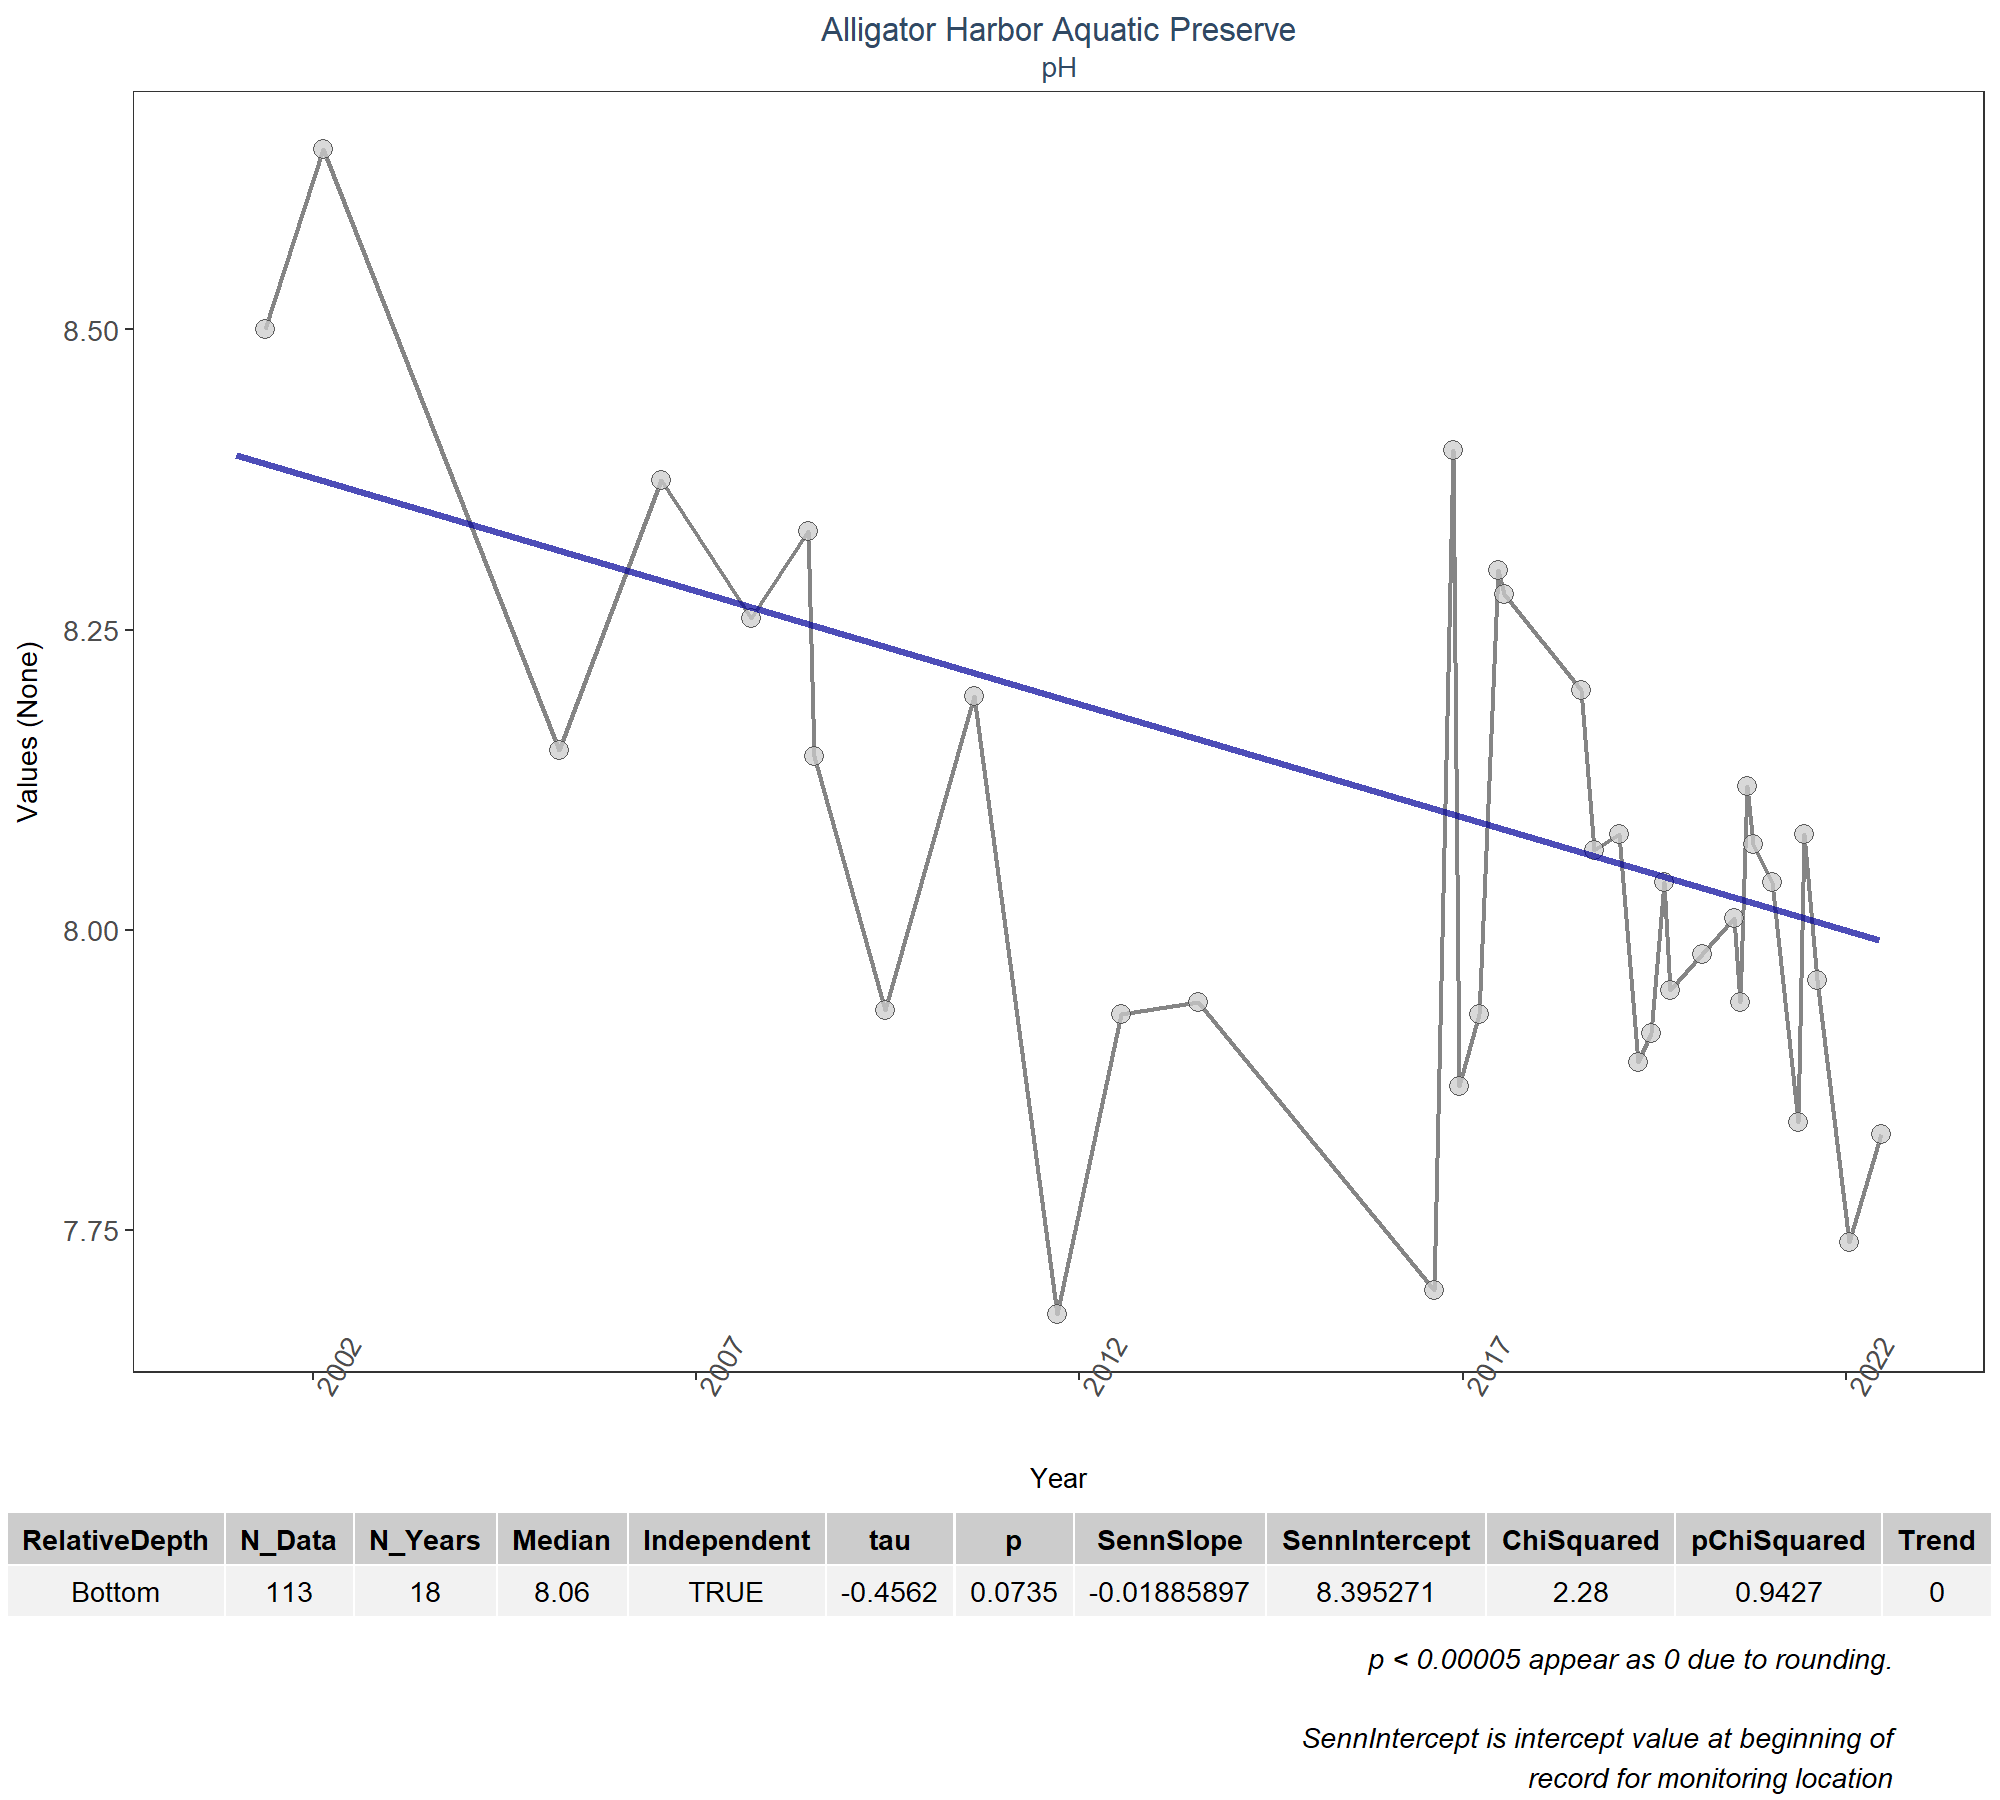 Alligator Harbor Aquatic Preserve
pH
8.50
8.25
8.00
7.75
Values (None)
2002 2007 2012 2017 2022
Year
RelativeDepth N_Data N_Years Median Independent tau p SennSlope SennIntercept ChiSquared pChiSquared Trend
Bottom 113 18 8.06 TRUE -0.4562 0.0735 -0.01885897 8.395271 2.28 0.9427 0
p < 0.00005 appear as 0 due to rounding.
SennIntercept is intercept value at beginning of
record for monitoring location